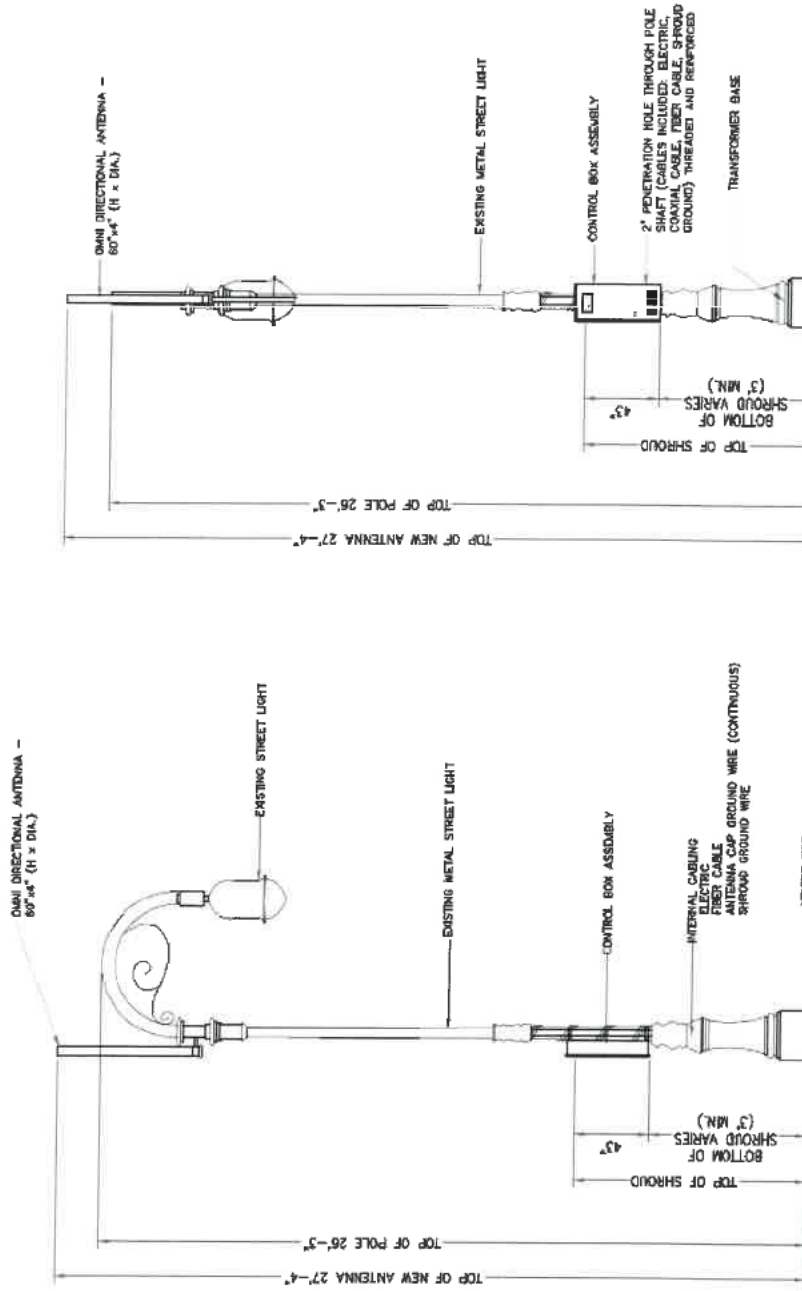 OMNI DIRECTIONAL ANTENNA –
60"x4" (H x DIA.)
EXISTING METAL STREET LIGHT
CONTROL BOX ASSEMBLY
2" PENETRATION HOLE THROUGH POLE
SHAFT (CABLES INCLUDED: ELECTRIC,
COAXIAL CABLE, FIBER CABLE, SHROUD
GROUND) THREADED AND REINFORCED
TRANSFORMER BASE
43"
BOTTOM OF
SHROUD VARIES
(3' MIN.)
TOP OF SHROUD
TOP OF POLE 26'-3"
TOP OF NEW ANTENNA 27'-4"
OMNI DIRECTIONAL ANTENNA –
60"x4" (H x DIA.)
EXISTING STREET LIGHT
EXISTING METAL STREET LIGHT
CONTROL BOX ASSEMBLY
INTERNAL CABLING
ELECTRIC
FIBER CABLE
ANTENNA CAP GROUND WIRE (CONTINUOUS)
SHROUD GROUND WIRE
43"
BOTTOM OF
SHROUD VARIES
(3' MIN.)
TOP OF SHROUD
TOP OF POLE 26'-3"
TOP OF NEW ANTENNA 27'-4"